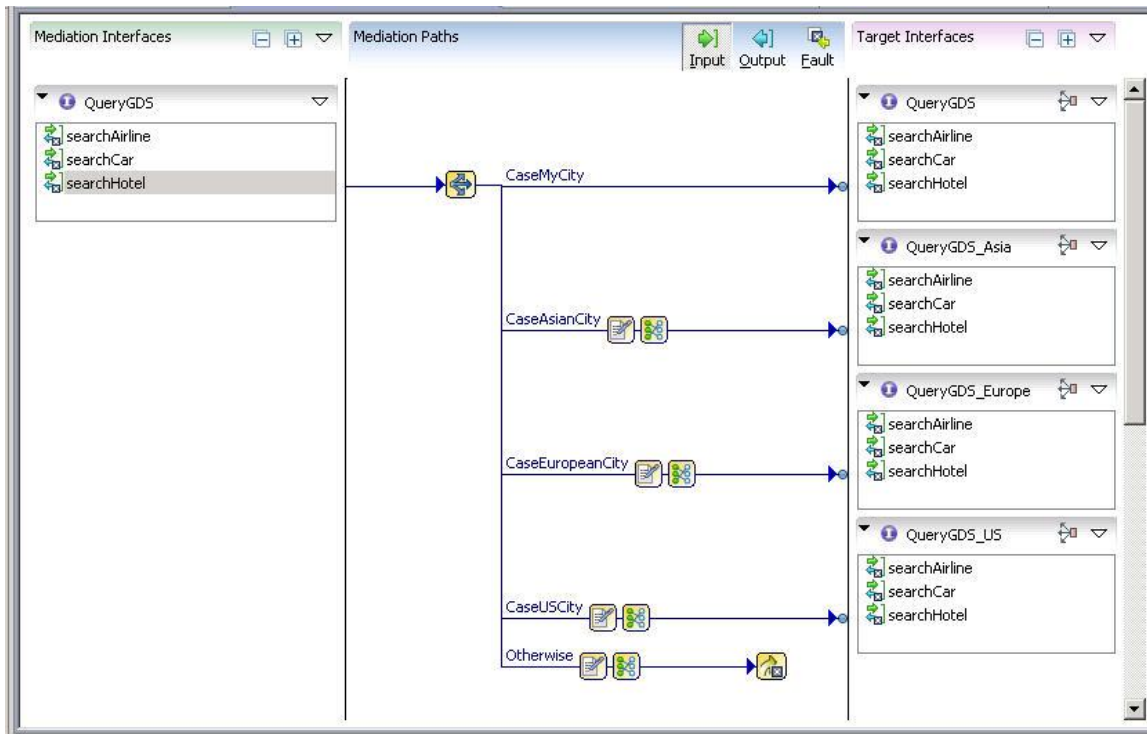 Mediation Interfaces
Mediation Paths
Input
Output
Fault
Target Interfaces
QueryGDS
searchAirline
searchCar
searchHotel
CaseMyCity
CaseAsianCity
CaseEuropeanCity
CaseUSCity
Otherwise
QueryGDS
searchAirline
searchCar
searchHotel
QueryGDS_Asia
searchAirline
searchCar
searchHotel
QueryGDS_Europe
searchAirline
searchCar
searchHotel
QueryGDS_US
searchAirline
searchCar
searchHotel